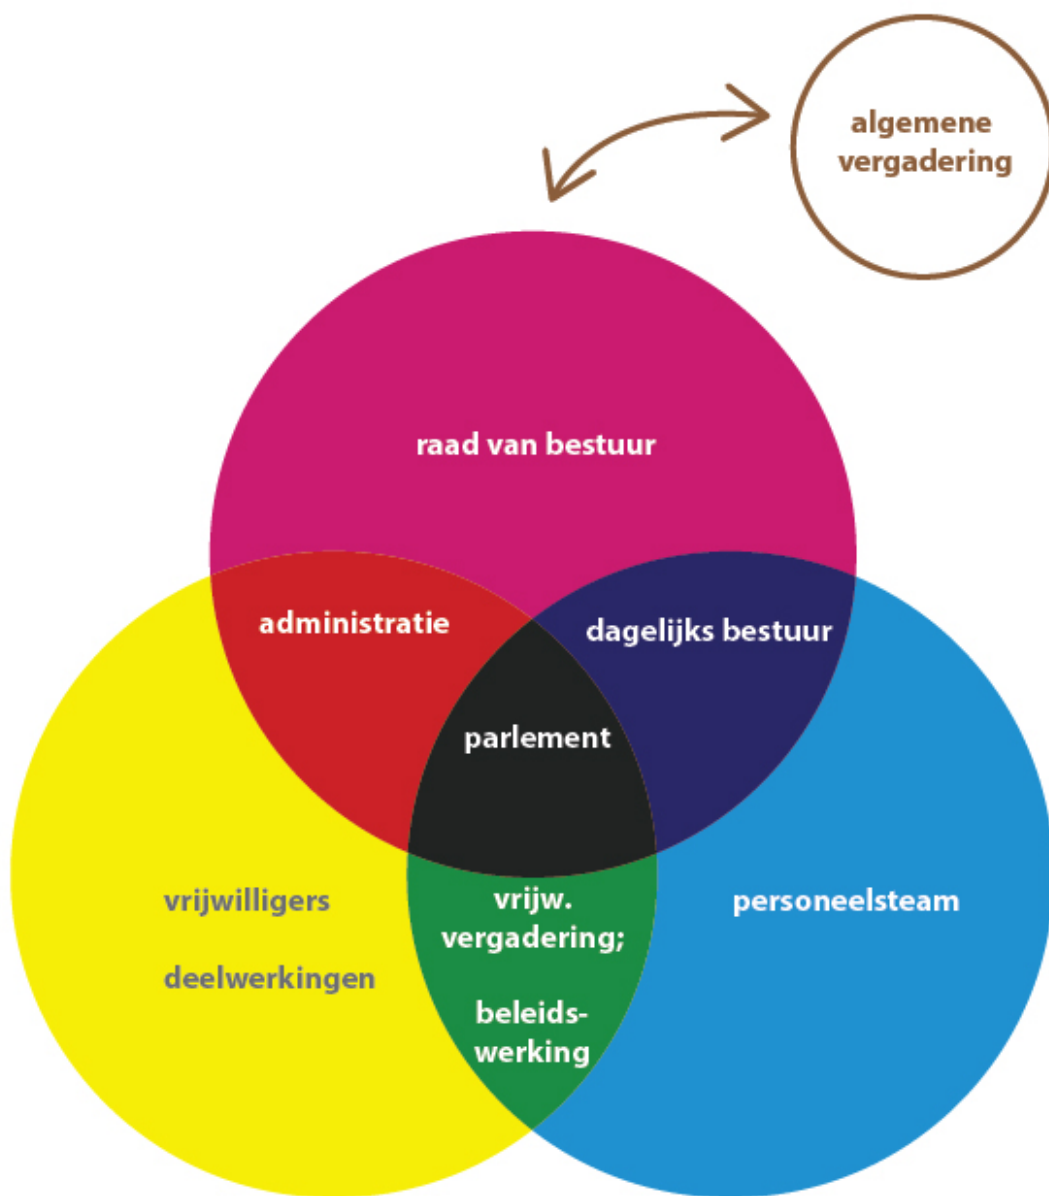 algemene
vergadering
raad van bestuur
administratie
dagelijks bestuur
parlement
vrijwilligers
deelwerkingen
vrijw.
vergadering;
beleids-
werking
personeelsteam